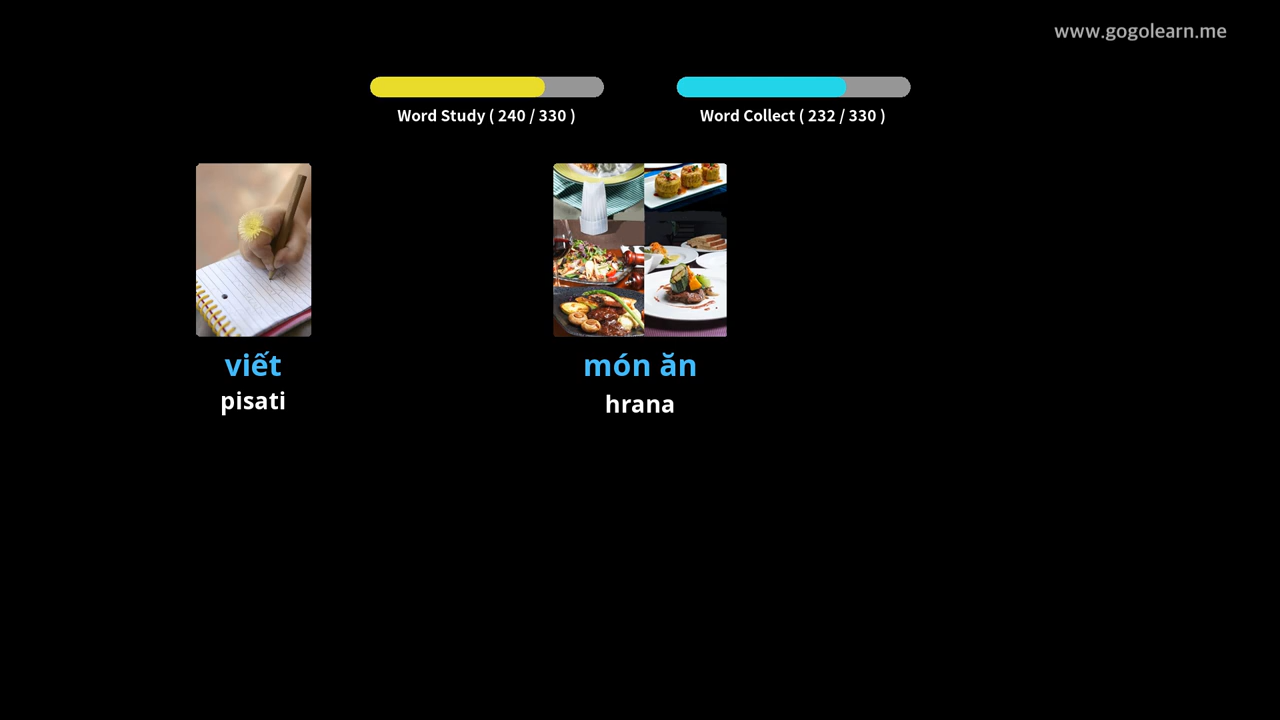 www.gogolearn.me
Word Study ( 240 / 330 )
Word Collect ( 232 / 330 )
viết
pisati
món ăn
hrana